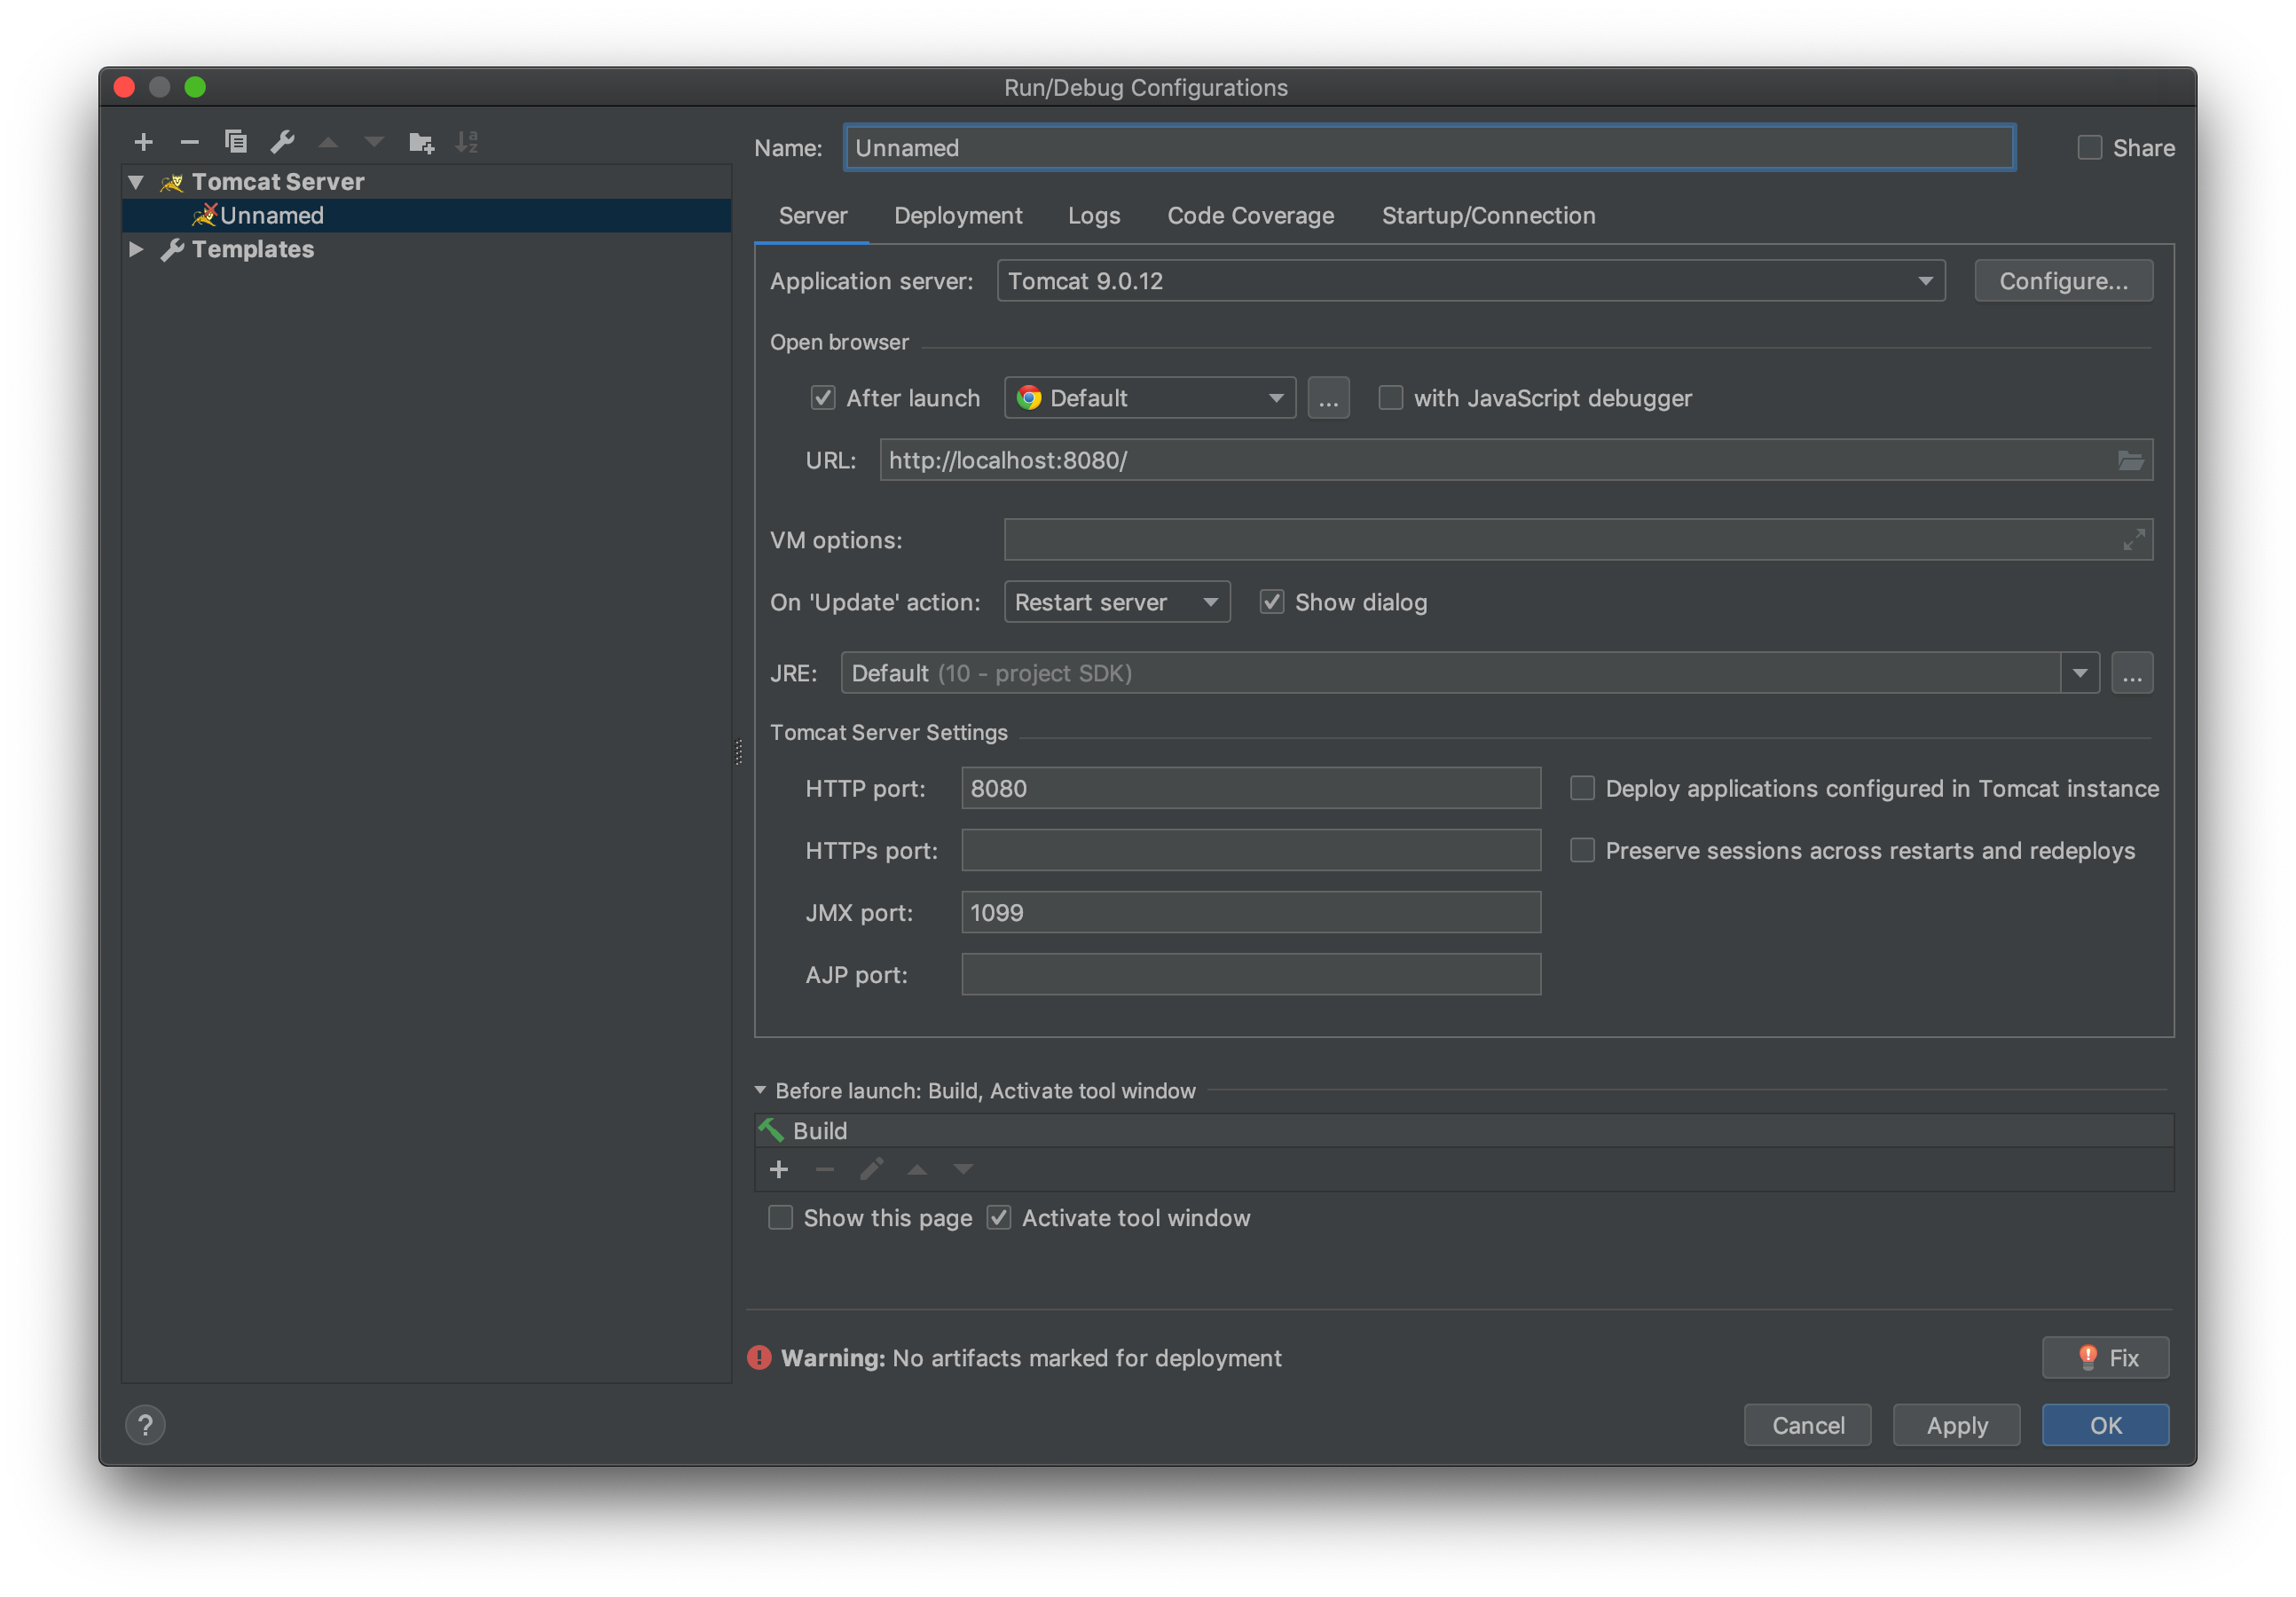 Run/Debug Configurations
Tomcat Server
Unnamed
Templates
Name: Unnamed Share
Server Deployment Logs Code Coverage Startup/Connection
Application server: Tomcat 9.0.12 Configure...
Open browser
After launch Default ... with JavaScript debugger
URL: http://localhost:8080/
VM options:
On 'Update' action: Restart server Show dialog
JRE: Default (10 - project SDK) ...
Tomcat Server Settings
HTTP port: 8080 Deploy applications configured in Tomcat instance
HTTPs port: Preserve sessions across restarts and redeploys
JMX port: 1099
AJP port:
Before launch: Build, Activate tool window
Build
Show this page Activate tool window
Warning: No artifacts marked for deployment Fix
? Cancel Apply OK